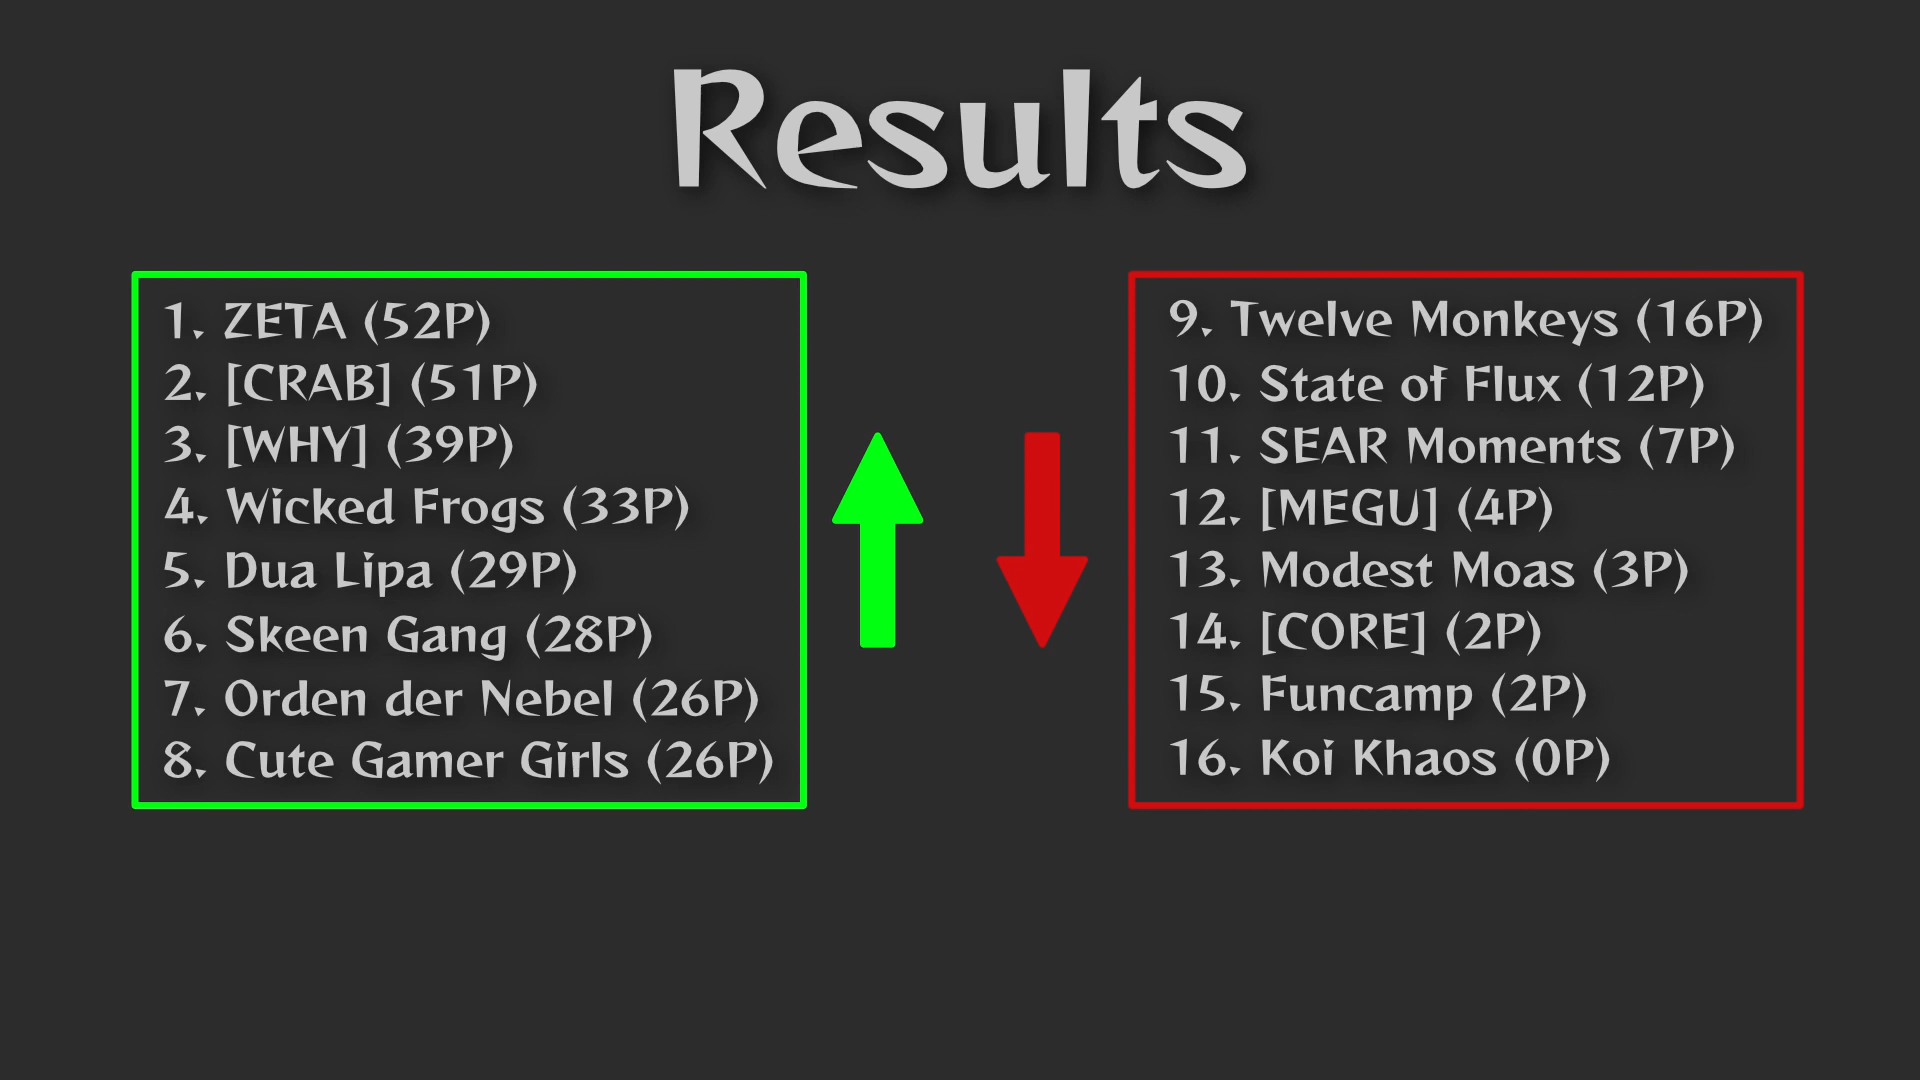 Results
1. ZETA (52P)
2. [CRAB] (51P)
3. [WHY] (39P)
4. Wicked Frogs (33P)
5. Dua Lipa (29P)
6. Skeen Gang (28P)
7. Orden der Nebel (26P)
8. Cute Gamer Girls (26P)
9. Twelve Monkeys (16P)
10. State of Flux (12P)
11. SEAR Moments (7P)
12. [MEGU] (4P)
13. Modest Moas (3P)
14. [CORE] (2P)
15. Funcamp (2P)
16. Koi Khaos (0P)